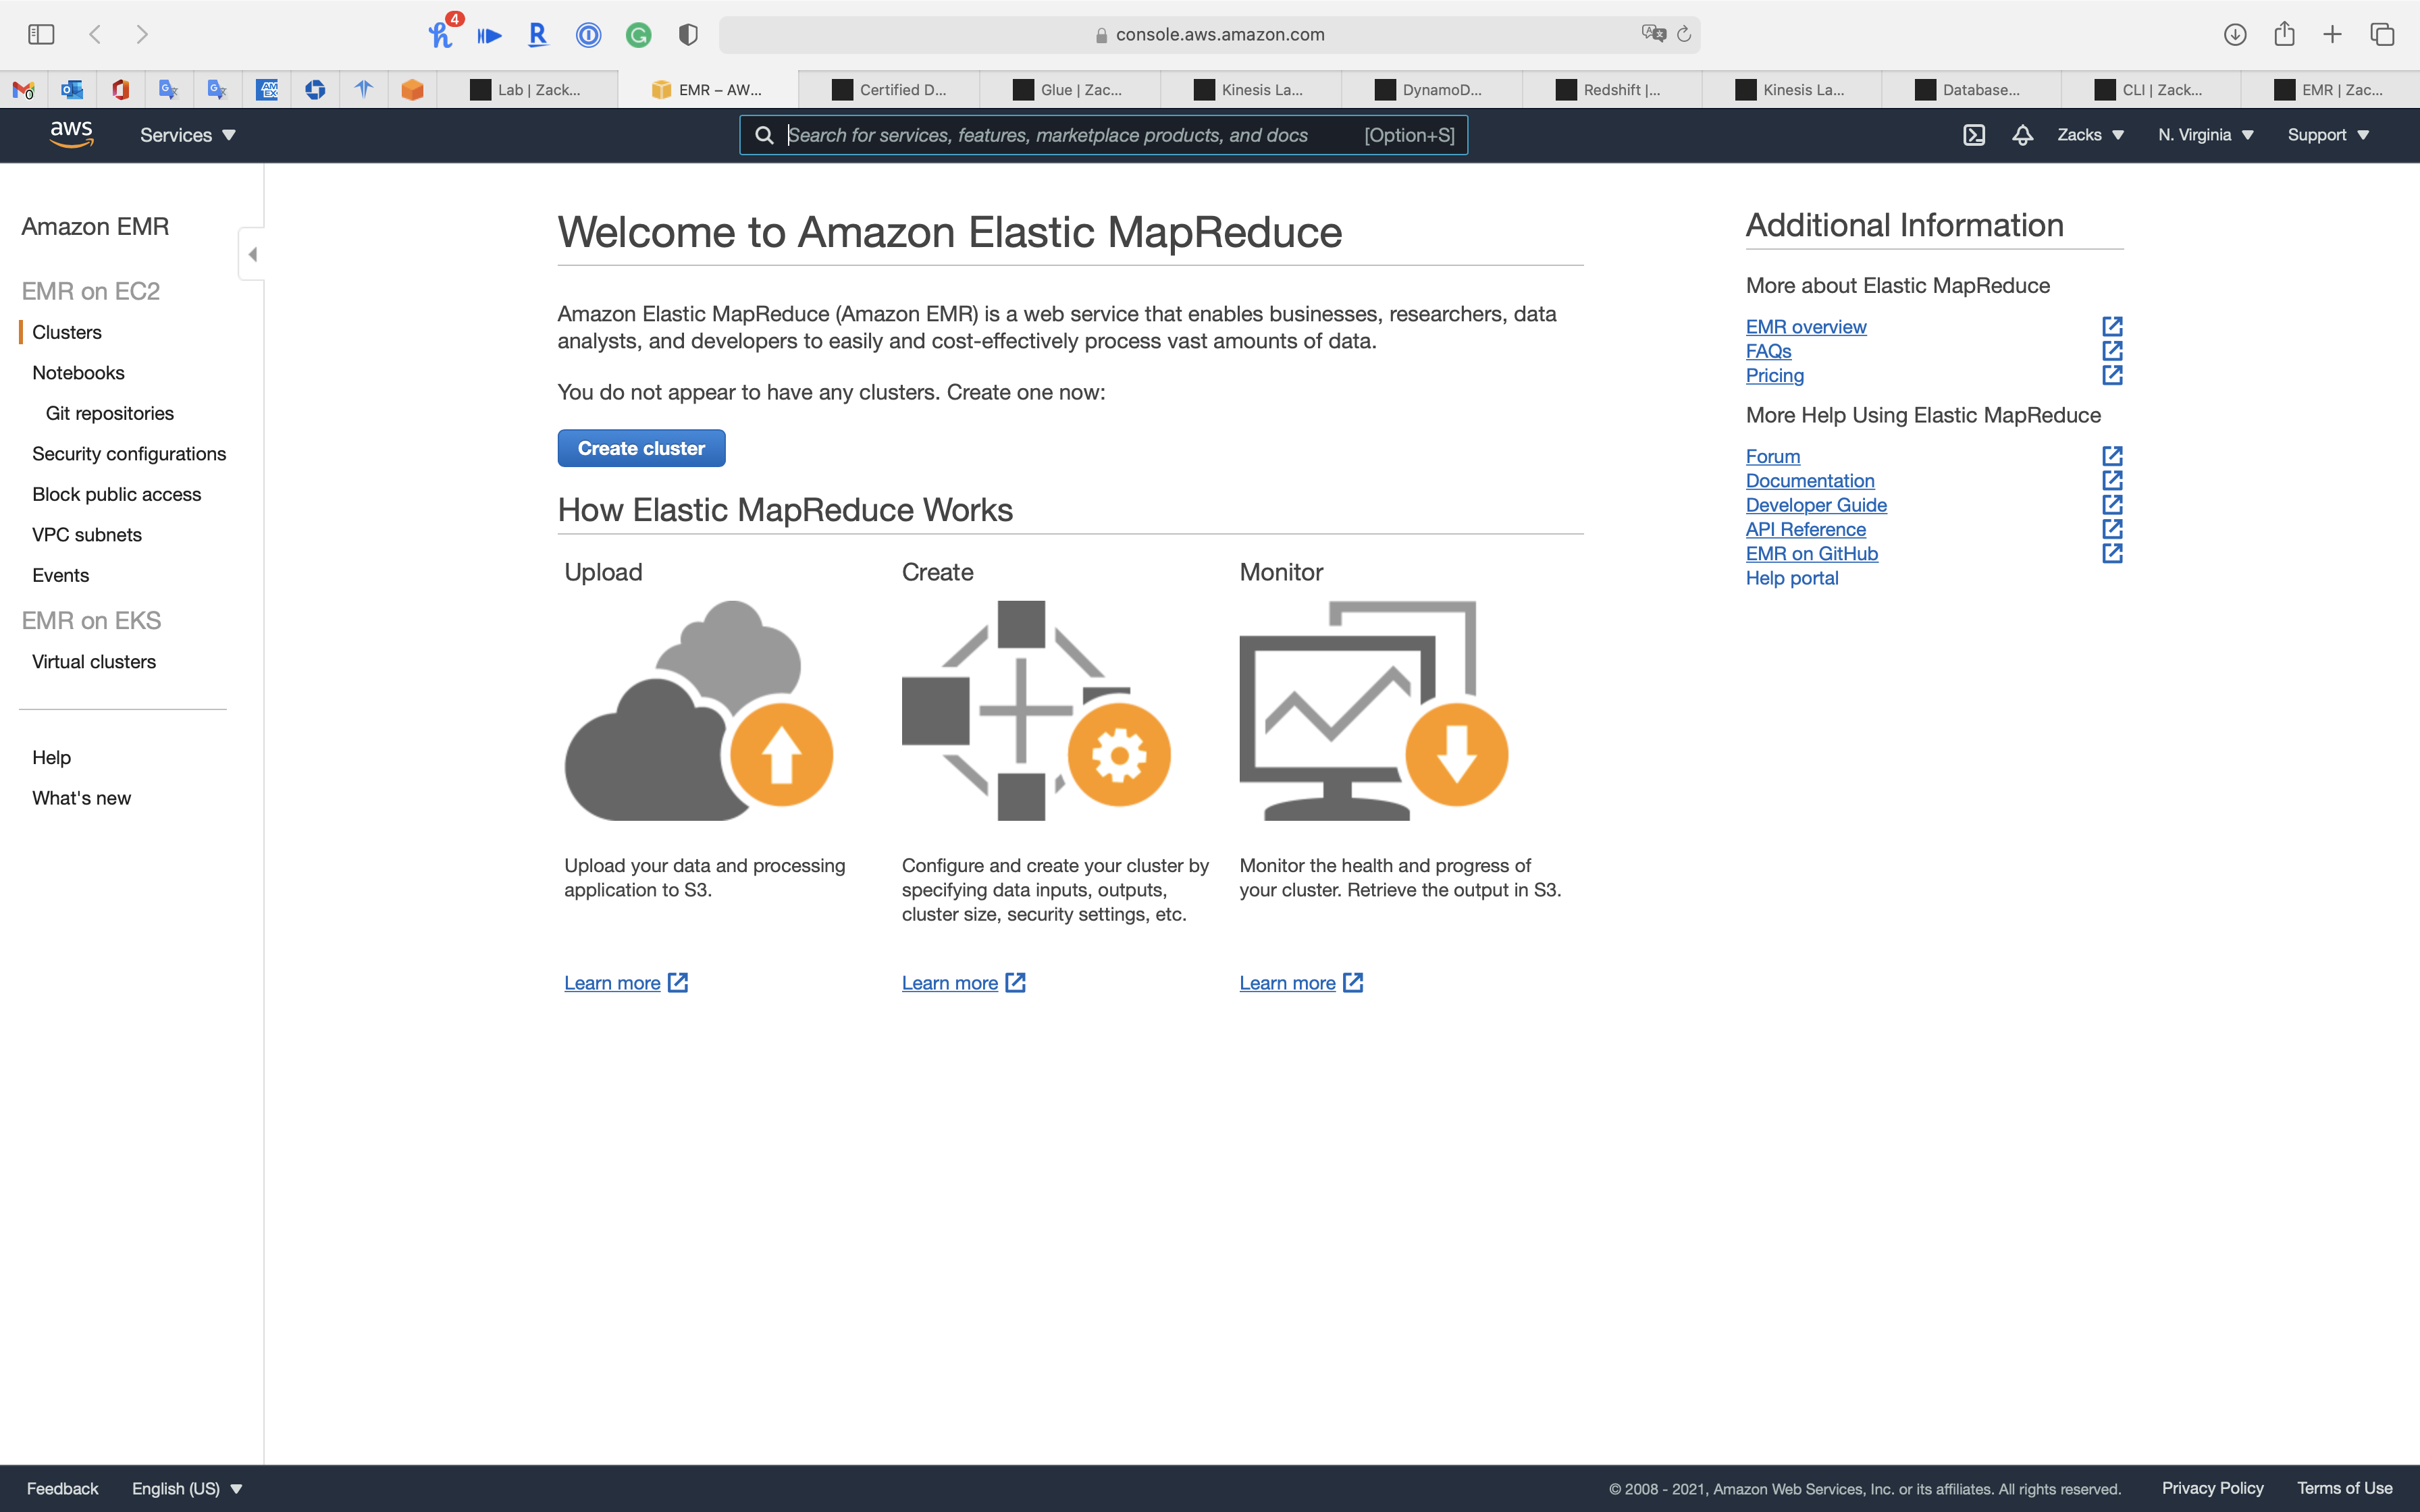 4
console.aws.amazon.com
0
AM
EX
Lab | Zack...
EMR – AW...
Certified D...
Glue | Zac...
Kinesis La...
DynamoD...
Redshift |...
Kinesis La...
Database...
CLI | Zack...
EMR | Zac...
aws
Services
Search for services, features, marketplace products, and docs
[Option+S]
Zacks
N. Virginia
Support
Amazon EMR
EMR on EC2
Clusters
Notebooks
Git repositories
Security configurations
Block public access
VPC subnets
Events
EMR on EKS
Virtual clusters
Help
What's new
Welcome to Amazon Elastic MapReduce
Amazon Elastic MapReduce (Amazon EMR) is a web service that enables businesses, researchers, data
analysts, and developers to easily and cost-effectively process vast amounts of data.
You do not appear to have any clusters. Create one now:
Create cluster
How Elastic MapReduce Works
Upload
Upload your data and processing
application to S3.
Learn more
Create
Configure and create your cluster by
specifying data inputs, outputs,
cluster size, security settings, etc.
Learn more
Monitor
Monitor the health and progress of
your cluster. Retrieve the output in S3.
Learn more
Additional Information
More about Elastic MapReduce
EMR overview
FAQs
Pricing
More Help Using Elastic MapReduce
Forum
Documentation
Developer Guide
API Reference
EMR on GitHub
Help portal
Feedback
English (US)
© 2008 - 2021, Amazon Web Services, Inc. or its affiliates. All rights reserved.
Privacy Policy
Terms of Use